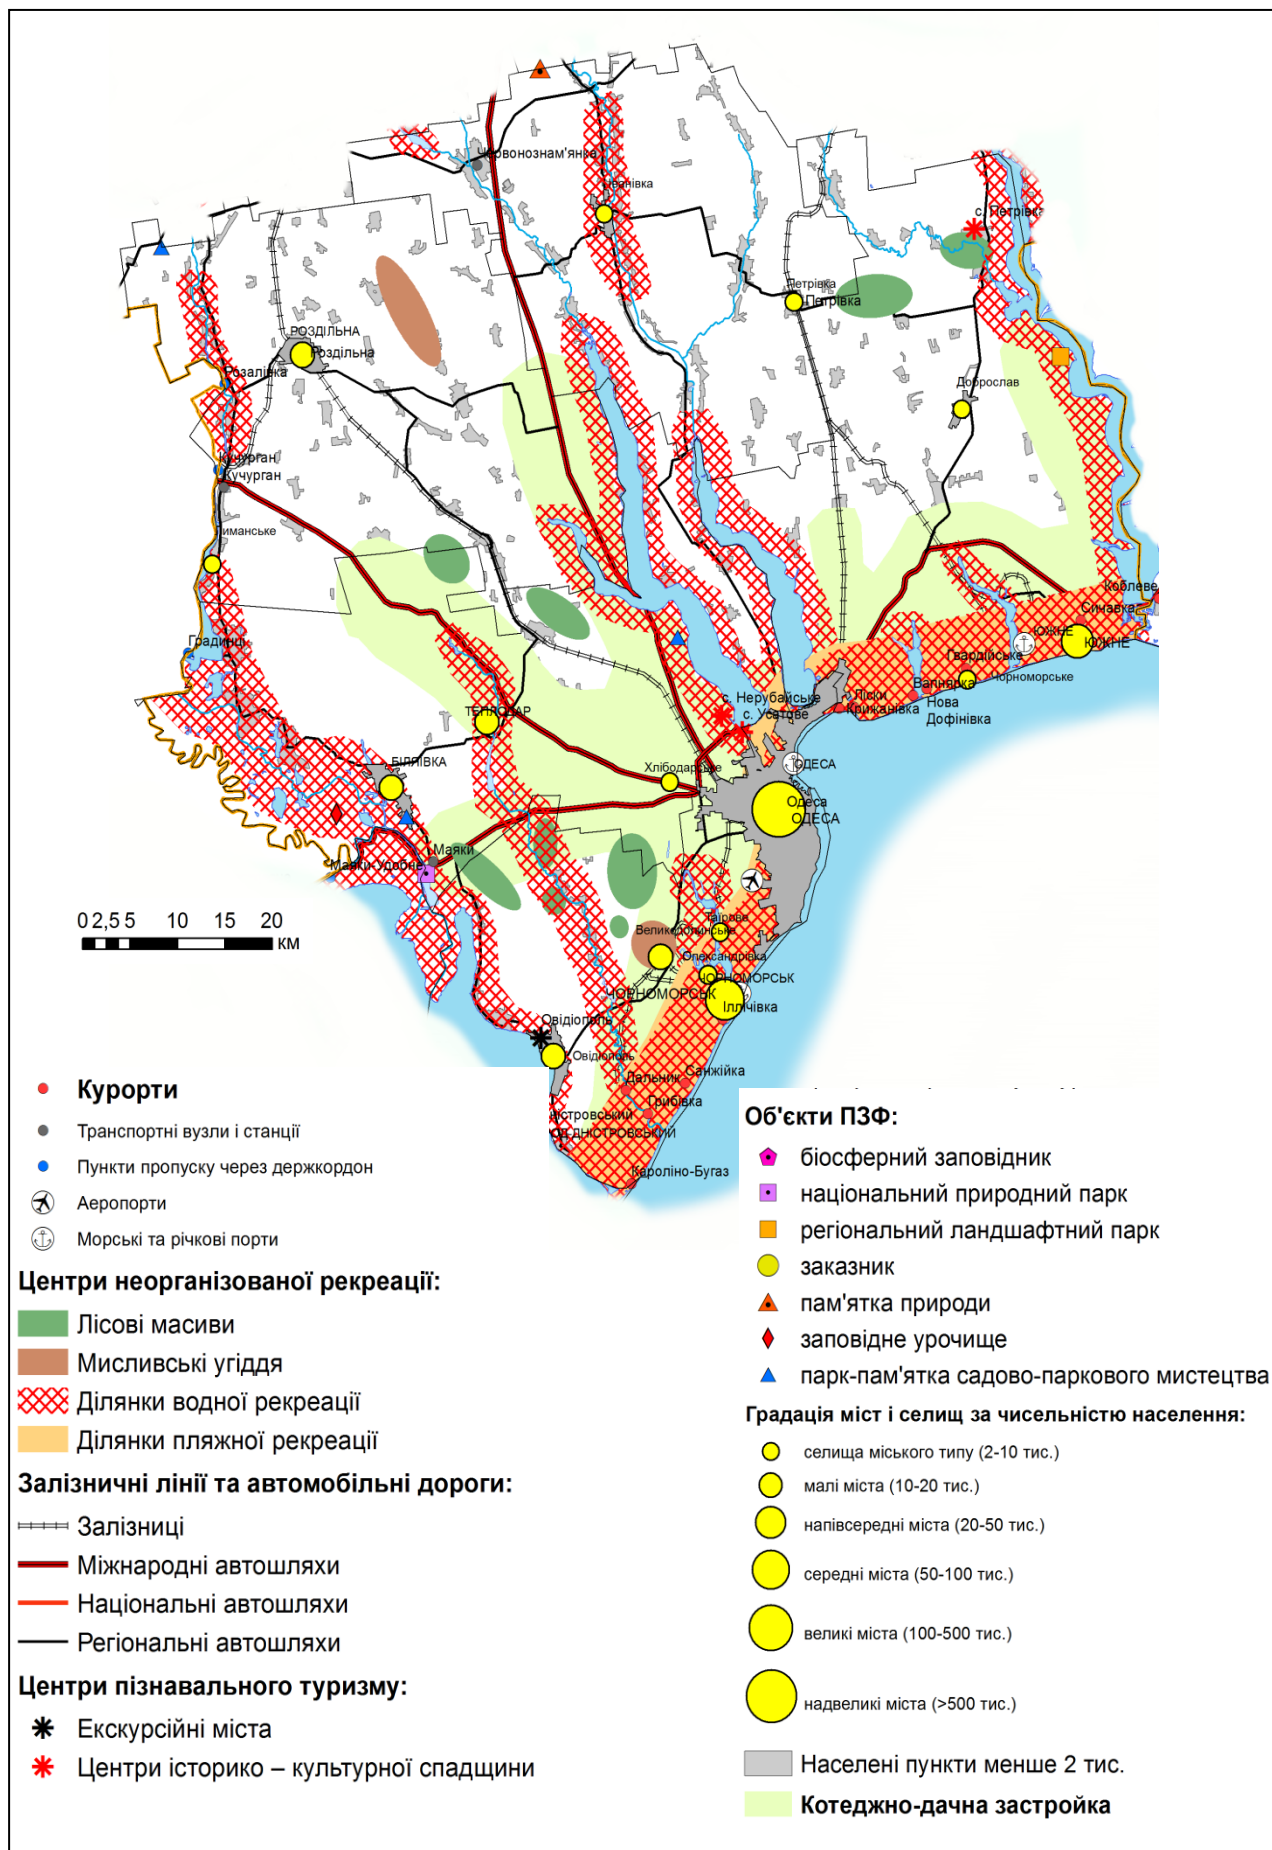 Червонознам'янка
Іванівка
с. Петрівка
Петрівка
Петрівка
РОЗДІЛЬНА
Роздільна
Розалівка
Доброслав
Кучурган
Кучурган
Лиманське
Коблеве
Сичавка
ЮЖНЕ
ЮЖНЕ
Градинці
Гвардійське
Чорноморське
Вапнярка
с. Нерубайське
Ліски
Нова
Дофінівка
Крижанівка
с. Усатове
ТЕПЛОДАР
БІЛЯЇВКА
Хлібодарське
ОДЕСА
Одеса
ОДЕСА
Маяки
Маяки-Удобне
0 2,5 5 10 15 20
км
Таїрове
Великодолинське
Олександрівка
ЧОРНОМОРСЬК
ЧОРНОМОРСЬК
Іллічівка
Овідіополь
Овідіополь
Санжійка
Дальник
Грибівка
ністровський
ОД-ДНІСТРОВСЬКИЙ
Кароліно-Бугаз
Курорти
Транспортні вузли і станції
Пункти пропуску через держкордон
Аеропорти
Морські та річкові порти
Центри неорганізованої рекреації:
Лісові масиви
Мисливські угіддя
Ділянки водної рекреації
Ділянки пляжної рекреації
Залізничні лінії та автомобільні дороги:
Залізниці
Міжнародні автошляхи
Національні автошляхи
Регіональні автошляхи
Центри пізнавального туризму:
Екскурсійні міста
Центри історико – культурної спадщини
Об'єкти ПЗФ:
біосферний заповідник
національний природний парк
регіональний ландшафтний парк
заказник
пам'ятка природи
заповідне урочище
парк-пам'ятка садово-паркового мистецтва
Градація міст і селищ за чисельністю населення:
селища міського типу (2-10 тис.)
малі міста (10-20 тис.)
напівсередні міста (20-50 тис.)
середні міста (50-100 тис.)
великі міста (100-500 тис.)
надвеликі міста (>500 тис.)
Населені пункти менше 2 тис.
Котеджно-дачна застройка